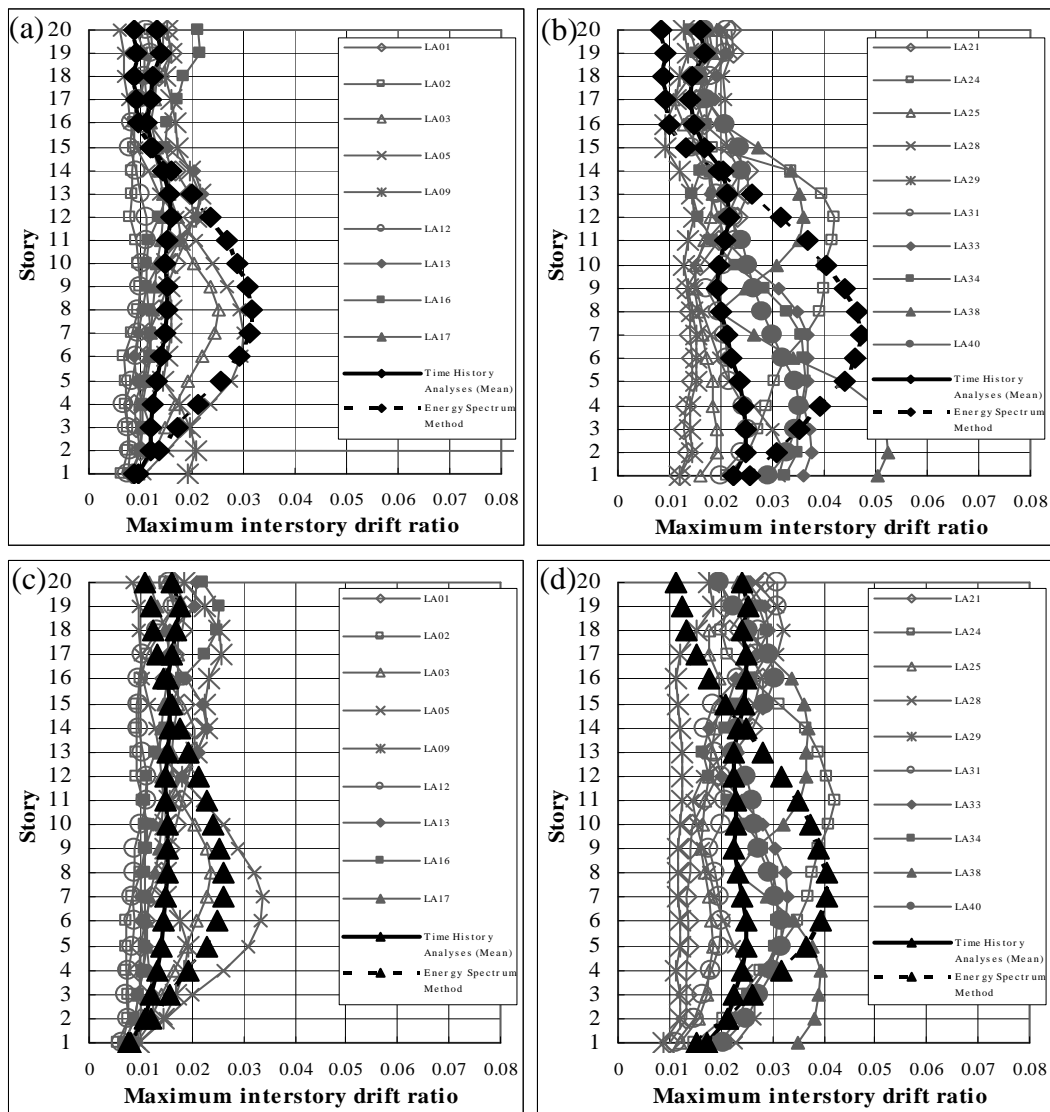 (a)
20
19
18
17
16
15
14
13
12
11
10
9
8
7
6
5
4
3
2
1
Story
0 0.01 0.02 0.03 0.04 0.05 0.06 0.07 0.08
Maximum interstory drift ratio
LA01
LA02
LA03
LA05
LA09
LA12
LA13
LA16
LA17
Time History
Analyses (Mean)
Energy Spectrum
Method
(b)
20
19
18
17
16
15
14
13
12
11
10
9
8
7
6
5
4
3
2
1
Story
0 0.01 0.02 0.03 0.04 0.05 0.06 0.07 0.08
Maximum interstory drift ratio
LA21
LA24
LA25
LA28
LA29
LA31
LA33
LA34
LA38
LA40
Time History
Analyses (Mean)
Energy Spectrum
Method
(c)
20
19
18
17
16
15
14
13
12
11
10
9
8
7
6
5
4
3
2
1
Story
0 0.01 0.02 0.03 0.04 0.05 0.06 0.07 0.08
Maximum interstory drift ratio
LA01
LA02
LA03
LA05
LA09
LA12
LA13
LA16
LA17
Time History
Analyses (Mean)
Energy Spectrum
Method
(d)
20
19
18
17
16
15
14
13
12
11
10
9
8
7
6
5
4
3
2
1
Story
0 0.01 0.02 0.03 0.04 0.05 0.06 0.07 0.08
Maximum interstory drift ratio
LA21
LA24
LA25
LA28
LA29
LA31
LA33
LA34
LA38
LA40
Time History
Analyses (Mean)
Energy Spectrum
Method